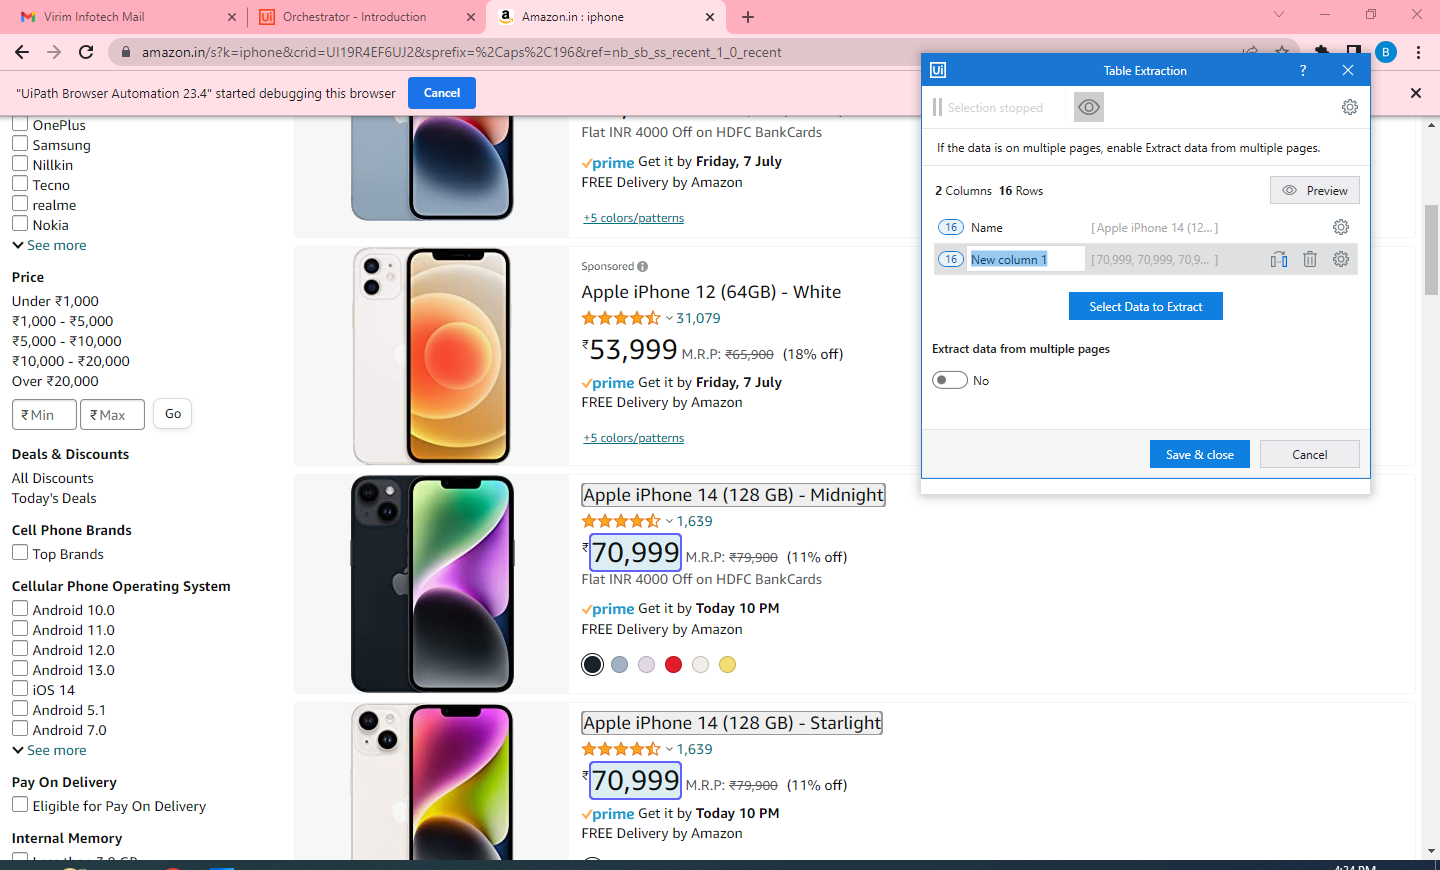 Virim Infotech Mail
Orchestrator - Introduction
Amazon.in : iphone
amazon.in/s?k=iphone&crid=UI19R4EF6UJ2&sprefix=%2Caps%2C196&ref=nb_sb_ss_recent_1_0_recent
B
"UiPath Browser Automation 23.4" started debugging this browser
Cancel
OnePlus
Samsung
Nillkin
Tecno
realme
Nokia
See more
Price
Under ₹1,000
₹1,000 - ₹5,000
₹5,000 - ₹10,000
₹10,000 - ₹20,000
Over ₹20,000
₹ Min
₹ Max
Go
Deals & Discounts
All Discounts
Today's Deals
Cell Phone Brands
Top Brands
Cellular Phone Operating System
Android 10.0
Android 11.0
Android 12.0
Android 13.0
iOS 14
Android 5.1
Android 7.0
See more
Pay On Delivery
Eligible for Pay On Delivery
Internal Memory
Flat INR 4000 Off on HDFC BankCards
prime Get it by Friday, 7 July
FREE Delivery by Amazon
+5 colors/patterns
Sponsored
Apple iPhone 12 (64GB) - White
31,079
₹53,999 M.R.P: ₹65,900 (18% off)
prime Get it by Friday, 7 July
FREE Delivery by Amazon
+5 colors/patterns
Apple iPhone 14 (128 GB) - Midnight
1,639
₹70,999 M.R.P: ₹79,900 (11% off)
Flat INR 4000 Off on HDFC BankCards
prime Get it by Today 10 PM
FREE Delivery by Amazon
Apple iPhone 14 (128 GB) - Starlight
1,639
₹70,999 M.R.P: ₹79,900 (11% off)
prime Get it by Today 10 PM
FREE Delivery by Amazon
Ui
Table Extraction
?
Selection stopped
If the data is on multiple pages, enable Extract data from multiple pages.
2 Columns 16 Rows
Preview
16 Name [ Apple iPhone 14 (12... ]
16 New column 1 [ 70,999, 70,999, 70,9... ]
Select Data to Extract
Extract data from multiple pages
No
Save & close
Cancel